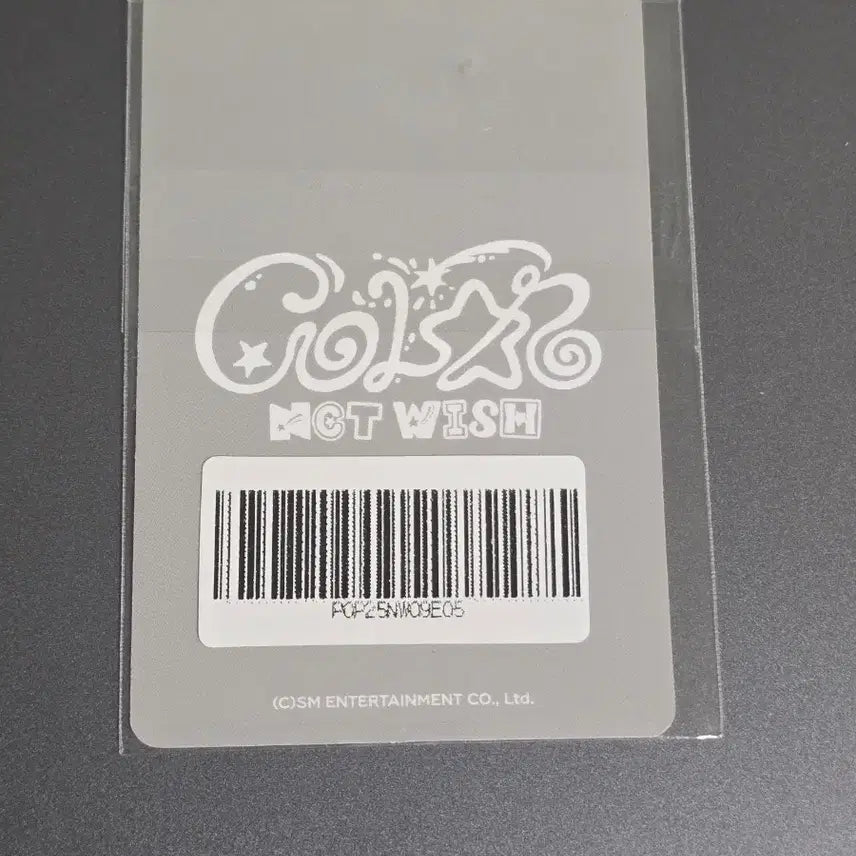 COLOR
NCT WISH
POP25NW09E05
(C)SM ENTERTAINMENT CO., Ltd.